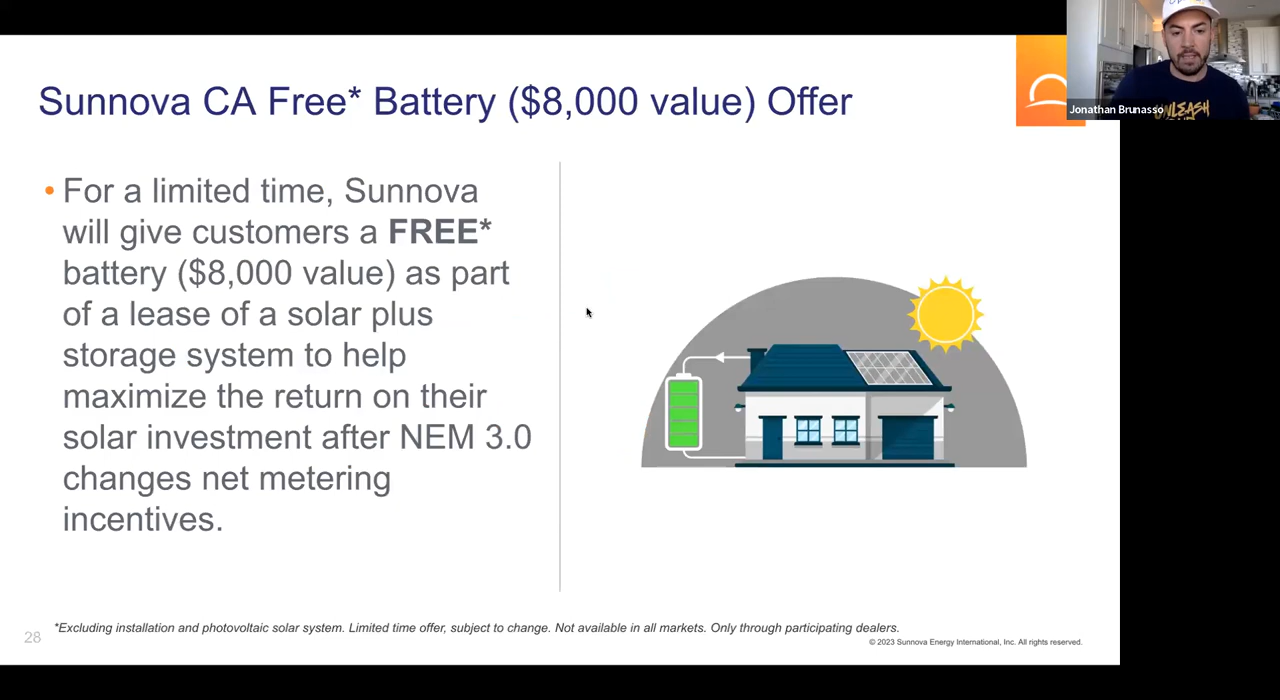 Sunnova CA Free* Battery ($8,000 value) Offer
Jonathan Brunasso
UNLEASH
• For a limited time, Sunnova
will give customers a FREE*
battery ($8,000 value) as part
of a lease of a solar plus
storage system to help
maximize the return on their
solar investment after NEM 3.0
changes net metering
incentives.
28
*Excluding installation and photovoltaic solar system. Limited time offer, subject to change. Not available in all markets. Only through participating dealers.
© 2023 Sunnova Energy International, Inc. All rights reserved.